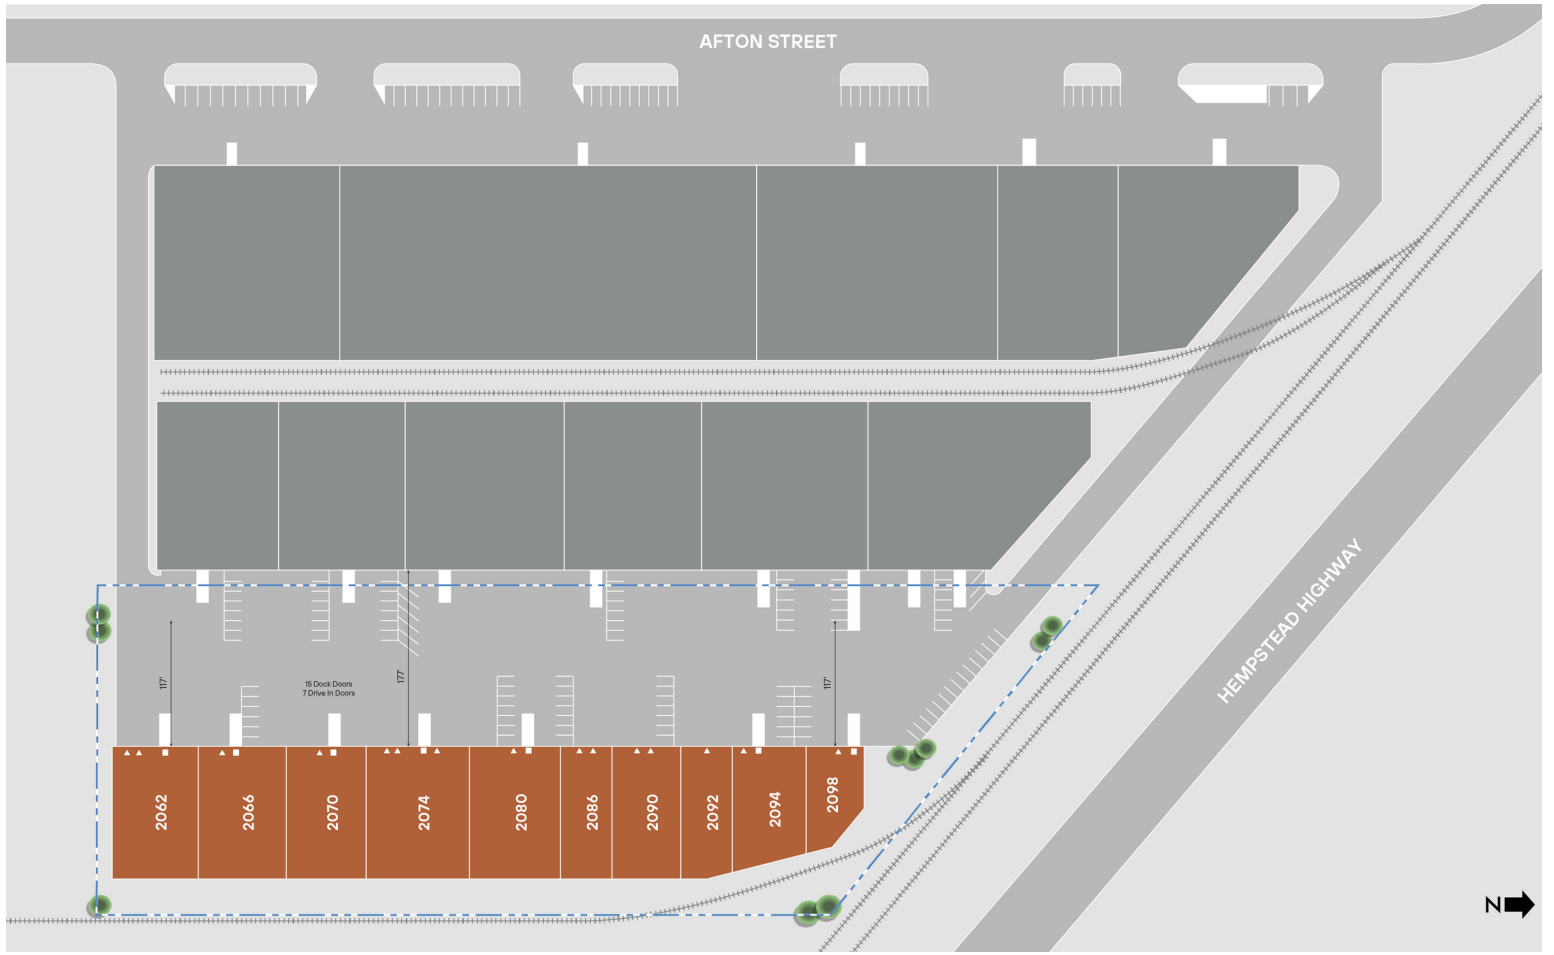 AFTON STREET
HEMPSTEAD HIGHWAY
117'
15 Dock Doors
7 Drive In Doors
177'
117'
2062
2066
2070
2074
2080
2086
2090
2092
2094
2098
N